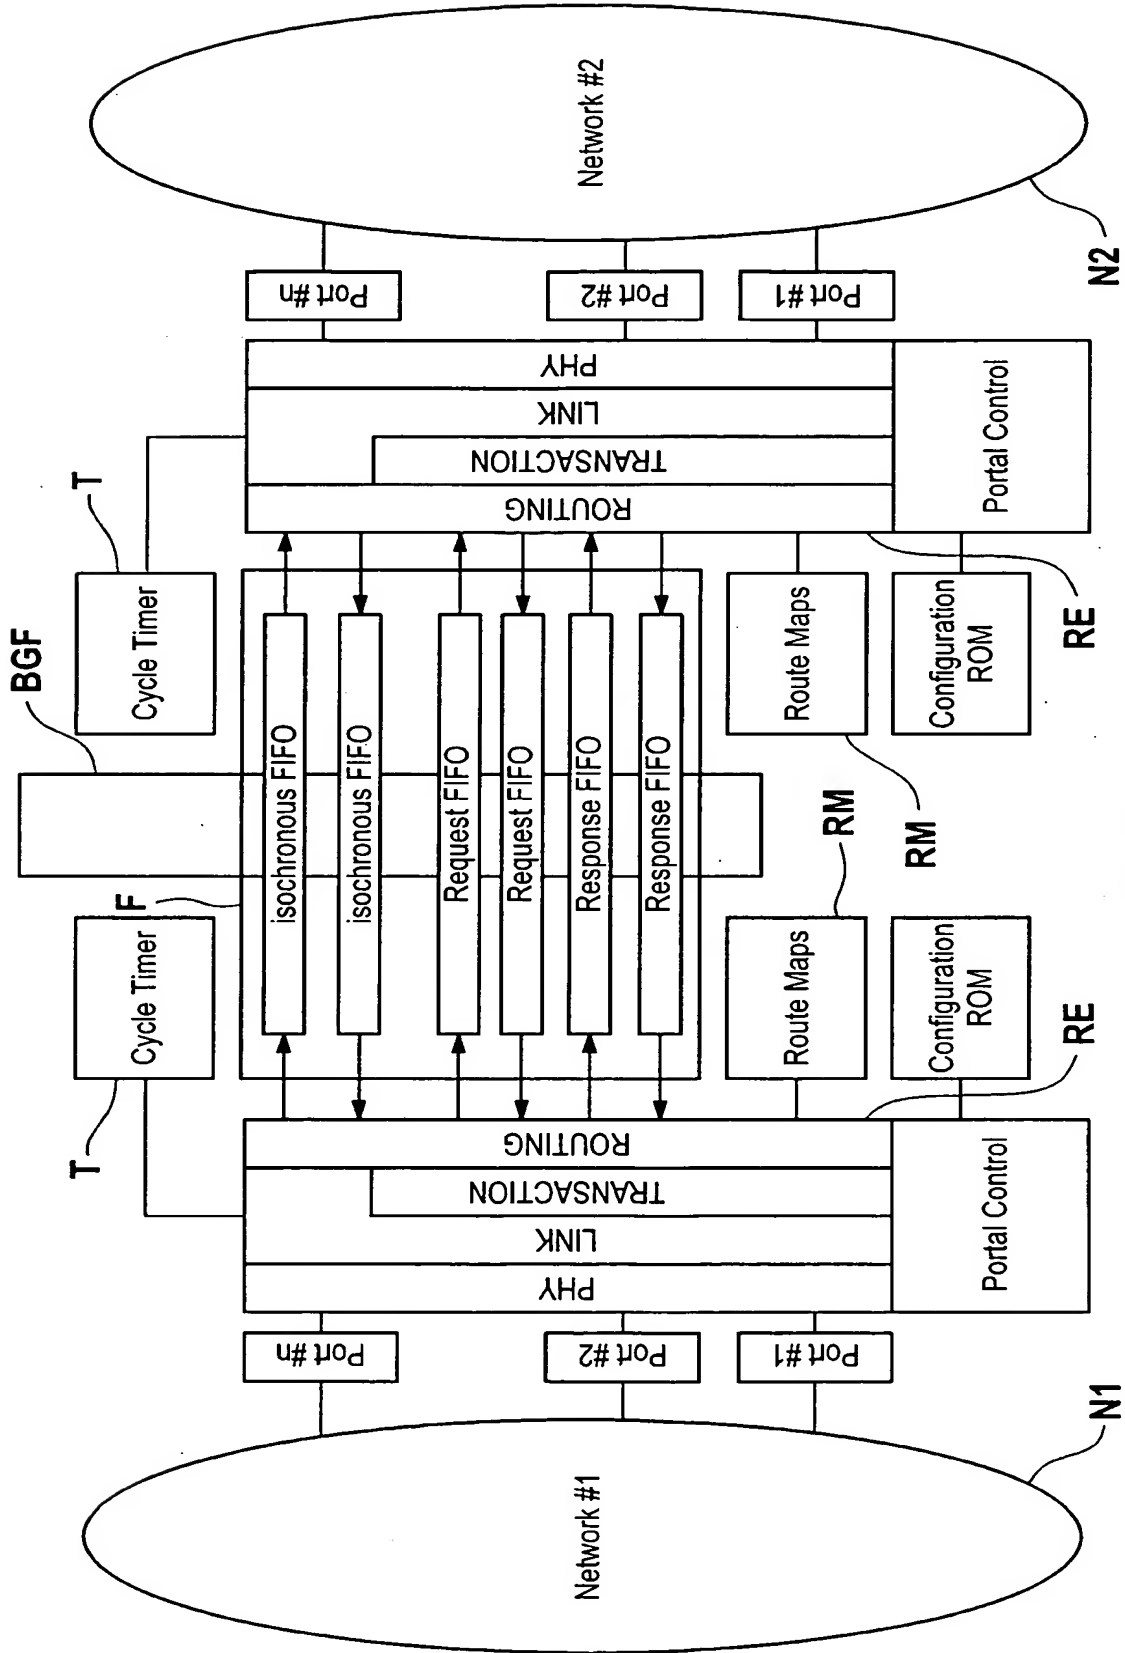 BGF
T
Cycle Timer
F
Cycle Timer
T
Network #1
Port #n
Port #2
Port #1
PHY
LINK
TRANSACTION
ROUTING
Portal Control
isochronous FIFO
isochronous FIFO
Request FIFO
Request FIFO
Response FIFO
Response FIFO
ROUTING
TRANSACTION
LINK
PHY
Portal Control
Port #n
Port #2
Port #1
Network #2
Route Maps
RM
Route Maps
RM
Configuration
ROM
Configuration
ROM
N1
RE
RE
N2